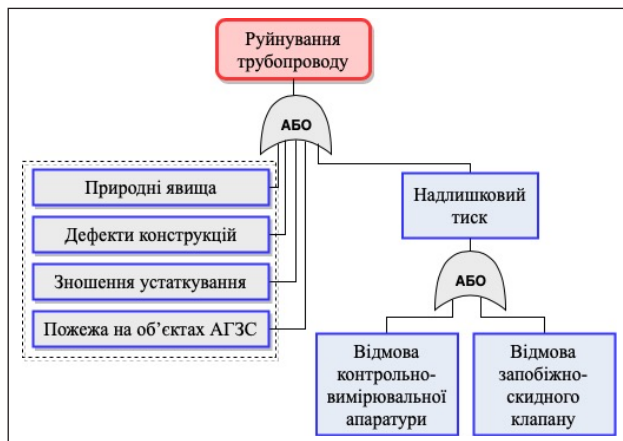 Руйнування
трубопроводу
АБО
Природні явища
Дефекти конструкцій
Зношення устаткування
Пожежа на об’єктах АГЗС
Надлишковий
тиск
АБО
Відмова
контрольно-
вимірювальної
апаратури
Відмова
запобіжно-
скидного
клапану